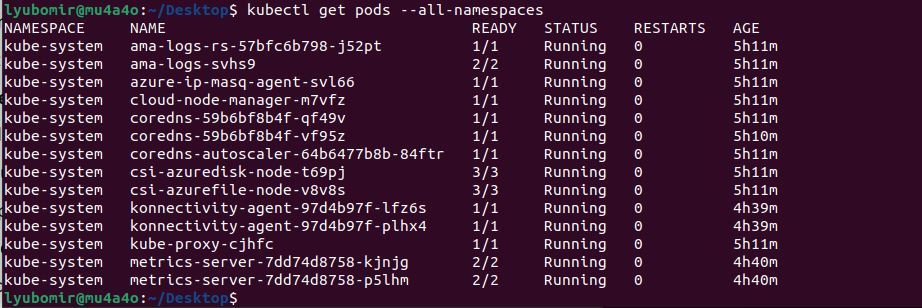 lyubomir@mu4a4o:~/Desktop$ kubectl get pods --all-namespaces
NAMESPACE     NAME                                  READY   STATUS    RESTARTS   AGE
kube-system   ama-logs-rs-57bfc6b798-j52pt          1/1     Running   0          5h11m
kube-system   ama-logs-svhs9                        2/2     Running   0          5h11m
kube-system   azure-ip-masq-agent-svl66             1/1     Running   0          5h11m
kube-system   cloud-node-manager-m7vfz              1/1     Running   0          5h11m
kube-system   coredns-59b6bf8b4f-qf49v              1/1     Running   0          5h11m
kube-system   coredns-59b6bf8b4f-vf95z              1/1     Running   0          5h10m
kube-system   coredns-autoscaler-64b6477b8b-84ftr   1/1     Running   0          5h11m
kube-system   csi-azuredisk-node-t69pj              3/3     Running   0          5h11m
kube-system   csi-azurefile-node-v8v8s              3/3     Running   0          5h11m
kube-system   konnectivity-agent-97d4b97f-lfz6s     1/1     Running   0          4h39m
kube-system   konnectivity-agent-97d4b97f-plhx4     1/1     Running   0          4h39m
kube-system   kube-proxy-cjhfc                      1/1     Running   0          5h11m
kube-system   metrics-server-7dd74d8758-kjnjg       2/2     Running   0          4h40m
kube-system   metrics-server-7dd74d8758-p5lhm       2/2     Running   0          4h40m
lyubomir@mu4a4o:~/Desktop$